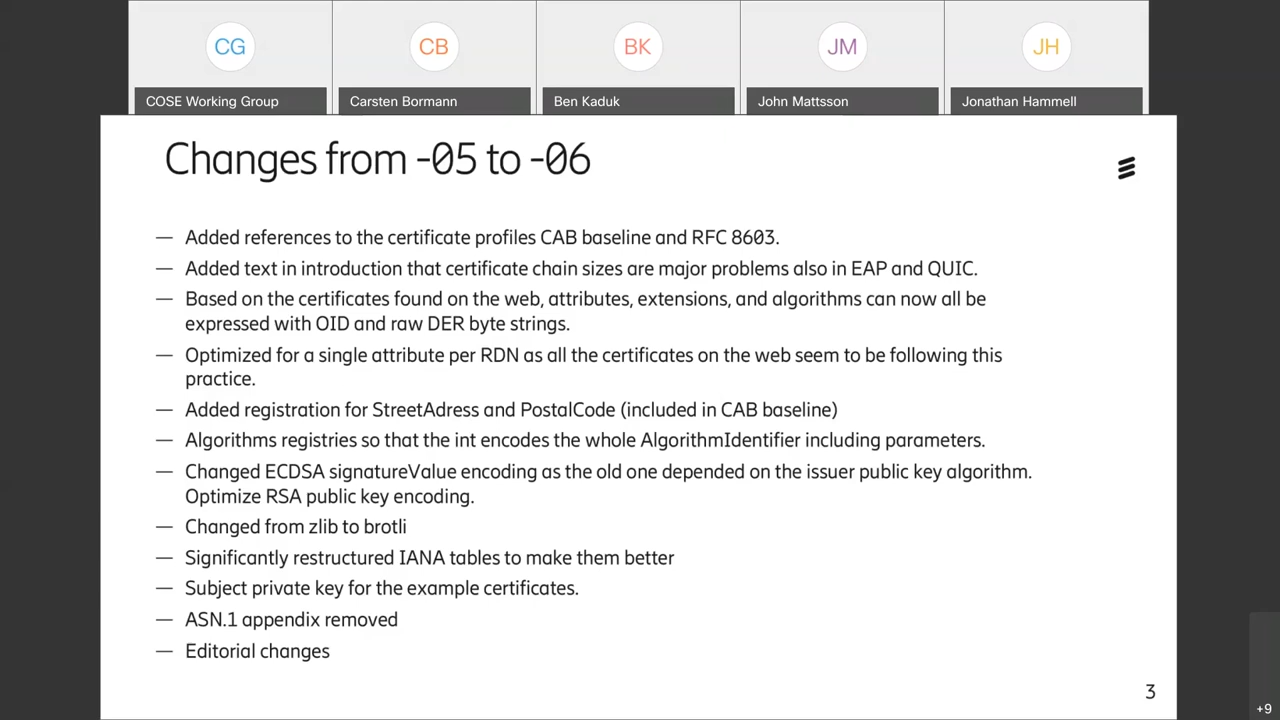 CG
CB
BK
JM
JH
COSE Working Group
Carsten Bormann
Ben Kaduk
John Mattsson
Jonathan Hammell
Changes from -05 to -06
— Added references to the certificate profiles CAB baseline and RFC 8603.
— Added text in introduction that certificate chain sizes are major problems also in EAP and QUIC.
— Based on the certificates found on the web, attributes, extensions, and algorithms can now all be
expressed with OID and raw DER byte strings.
— Optimized for a single attribute per RDN as all the certificates on the web seem to be following this
practice.
— Added registration for StreetAdress and PostalCode (included in CAB baseline)
— Algorithms registries so that the int encodes the whole AlgorithmIdentifier including parameters.
— Changed ECDSA signatureValue encoding as the old one depended on the issuer public key algorithm.
Optimize RSA public key encoding.
— Changed from zlib to brotli
— Significantly restructured IANA tables to make them better
— Subject private key for the example certificates.
— ASN.1 appendix removed
— Editorial changes
3
+9